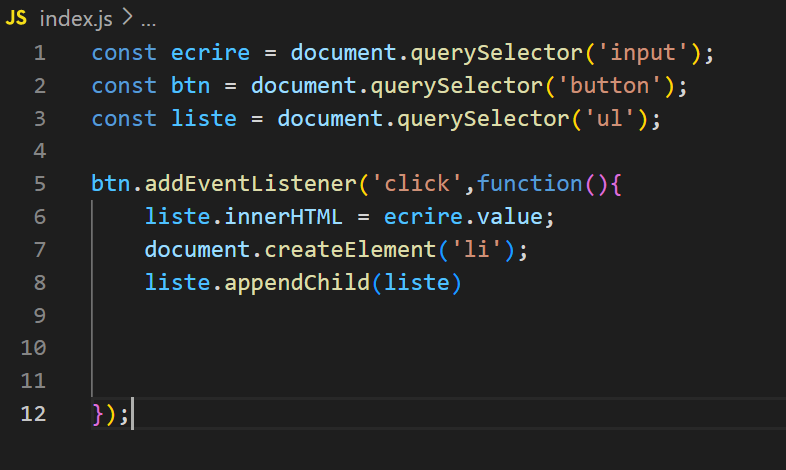 JS index.js > ...
1 const ecrire = document.querySelector('input');
2 const btn = document.querySelector('button');
3 const liste = document.querySelector('ul');
4
5 btn.addEventListener('click',function(){
6     liste.innerHTML = ecrire.value;
7     document.createElement('li');
8     liste.appendChild(liste)
9
10
11
12 });